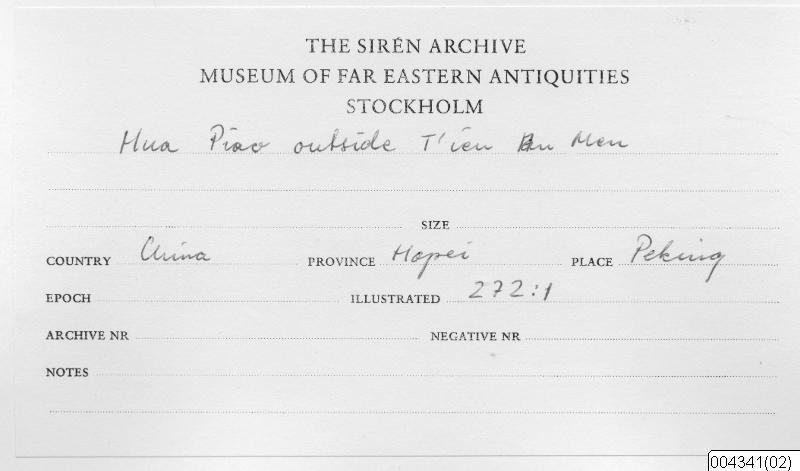 THE SIRÉN ARCHIVE
MUSEUM OF FAR EASTERN ANTIQUITIES
STOCKHOLM
Hua Piao outside T'ien An Men
SIZE
COUNTRY China PROVINCE Hopei PLACE Peking
EPOCH ILLUSTRATED 272:1
ARCHIVE NR NEGATIVE NR
NOTES
004341(02)